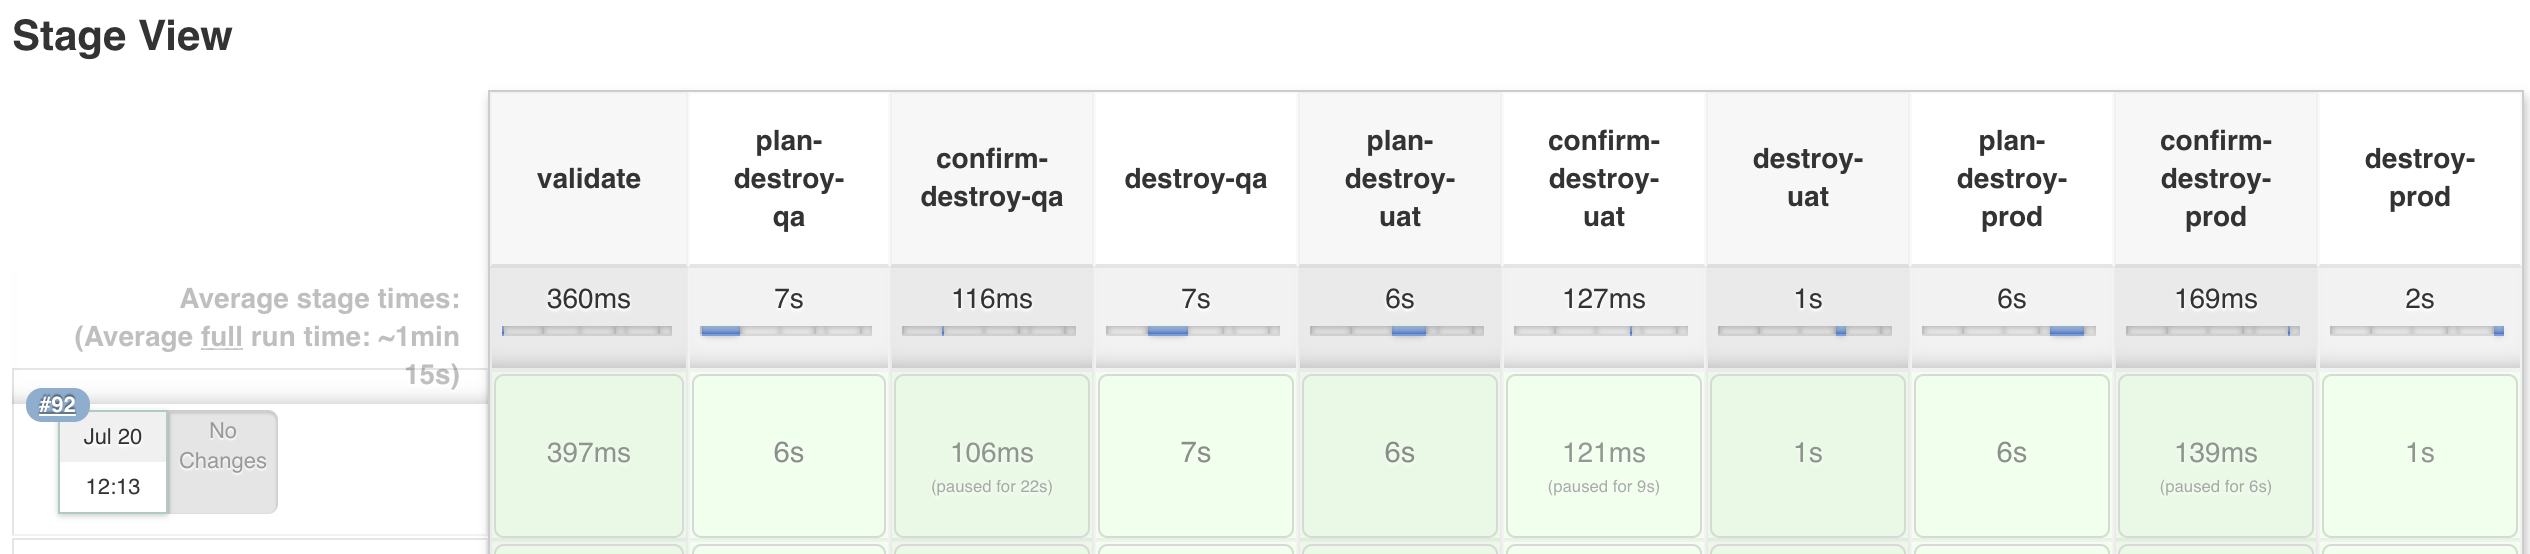 Stage View
validate
plan-
destroy-
qa
confirm-
destroy-qa
destroy-qa
plan-
destroy-
uat
confirm-
destroy-
uat
destroy-
uat
plan-
destroy-
prod
confirm-
destroy-
prod
destroy-
prod
Average stage times:
(Average full run time: ~1min
15s)
360ms
7s
116ms
7s
6s
127ms
1s
6s
169ms
2s
#92
Jul 20
12:13
No
Changes
397ms
6s
106ms
(paused for 22s)
7s
6s
121ms
(paused for 9s)
1s
6s
139ms
(paused for 6s)
1s